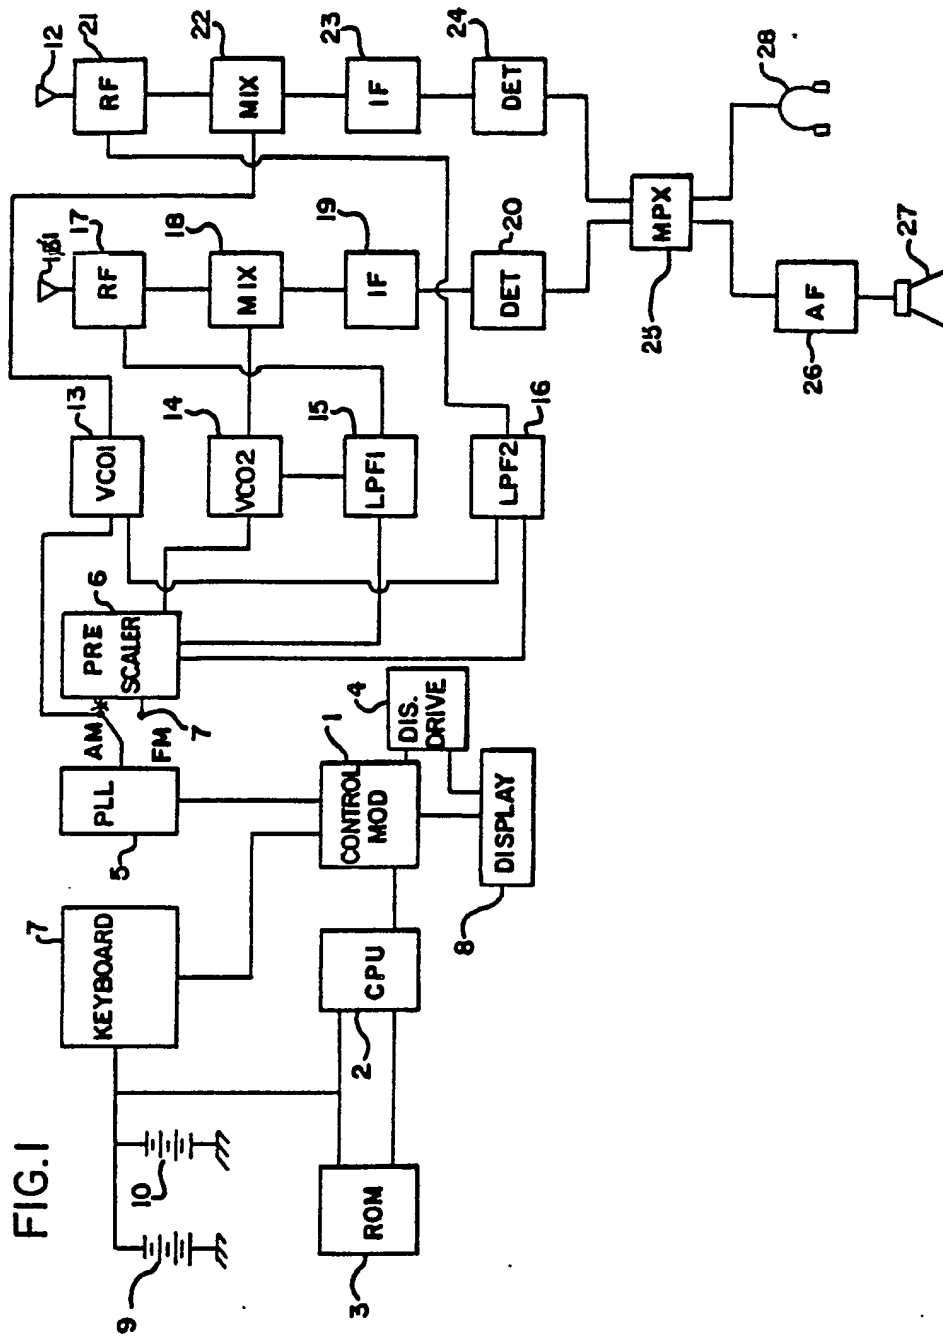 FIG.1
9
10
7
KEYBOARD
5
PLL
AM
FM
7
PRE
SCALER
6
VCO1
13
17
RF
12
21
RF
3
ROM
2
CPU
1
CONTROL
MOD
4
DIS.
DRIVE
8
DISPLAY
14
VCO2
15
LPF1
16
LPF2
18
MIX
19
IF
20
DET
22
MIX
23
IF
24
DET
25
MPX
26
AF
27
28